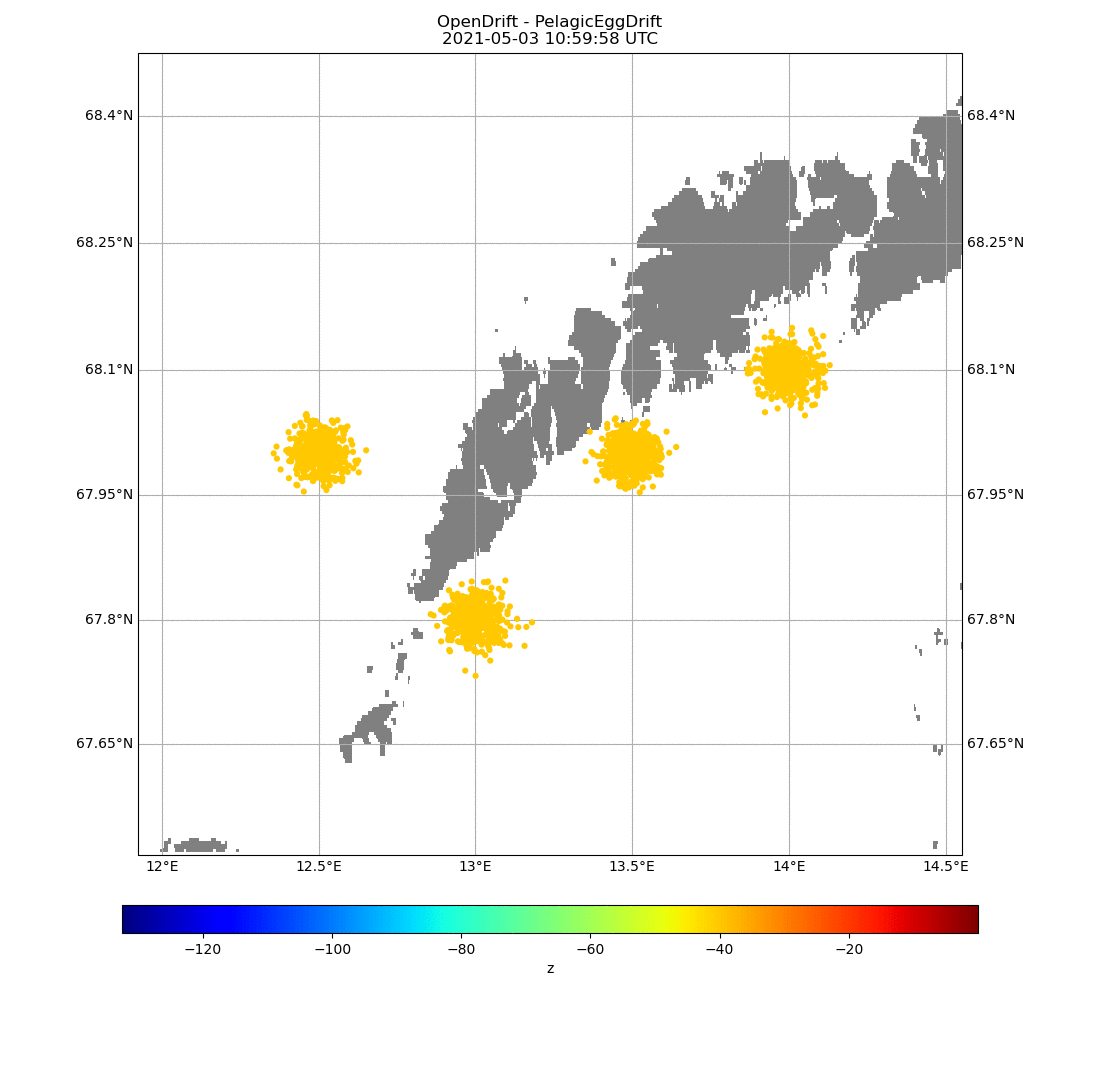 OpenDrift - PelagicEggDrift
2021-05-03 10:59:58 UTC
68.4°N 68.4°N
68.25°N 68.25°N
68.1°N 68.1°N
67.95°N 67.95°N
67.8°N 67.8°N
67.65°N 67.65°N
12°E 12.5°E 13°E 13.5°E 14°E 14.5°E
−120 −100 −80 −60 −40 −20
z